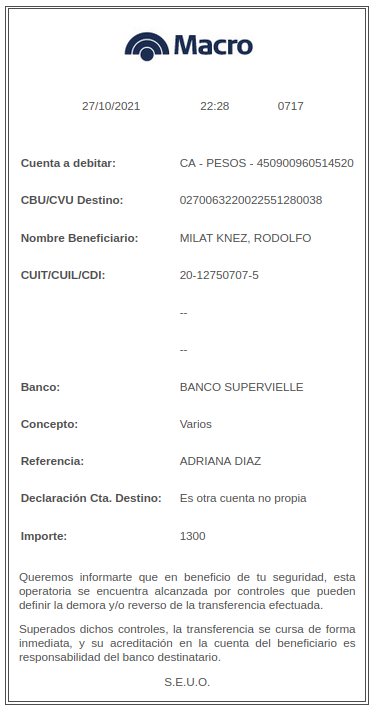 Macro
27/10/2021 22:28 0717
Cuenta a debitar: CA - PESOS - 450900960514520
CBU/CVU Destino: 0270063220022551280038
Nombre Beneficiario: MILAT KNEZ, RODOLFO
CUIT/CUIL/CDI: 20-12750707-5
--
--
Banco: BANCO SUPERVIELLE
Concepto: Varios
Referencia: ADRIANA DIAZ
Declaración Cta. Destino: Es otra cuenta no propia
Importe: 1300
Queremos informarte que en beneficio de tu seguridad, esta
operatoria se encuentra alcanzada por controles que pueden
definir la demora y/o reverso de la transferencia efectuada.
Superados dichos controles, la transferencia se cursa de forma
inmediata, y su acreditación en la cuenta del beneficiario es
responsabilidad del banco destinatario.
S.E.U.O.